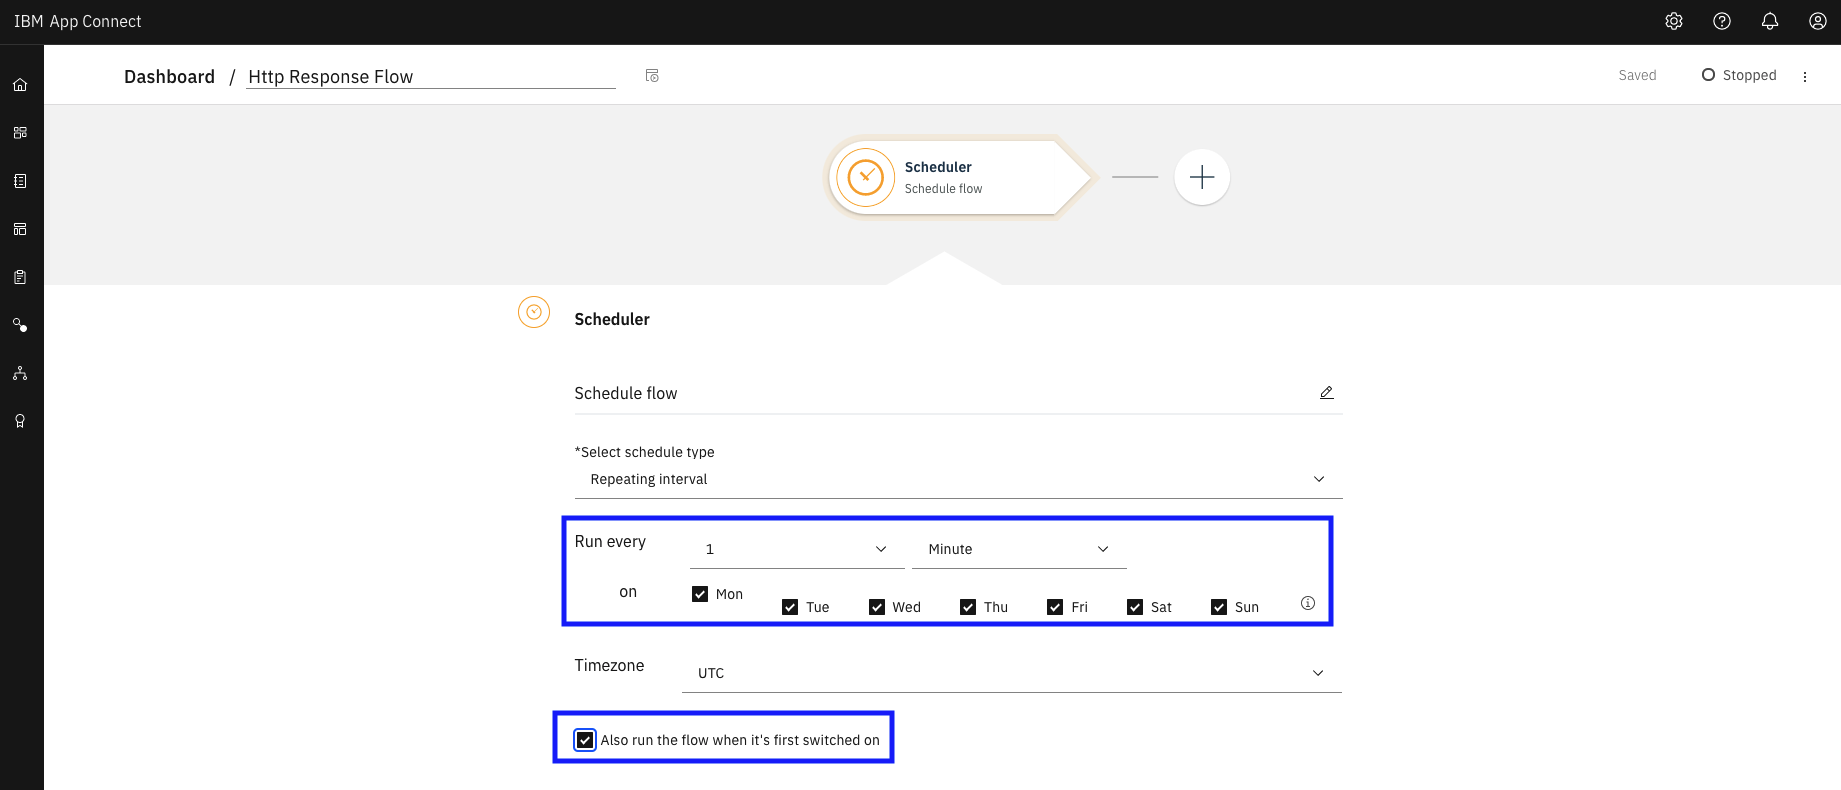 IBM App Connect
Dashboard / Http Response Flow
Saved
Stopped
Scheduler
Schedule flow
Scheduler
Schedule flow
*Select schedule type
Repeating interval
Run every 1 Minute
on Mon Tue Wed Thu Fri Sat Sun
Timezone UTC
Also run the flow when it's first switched on